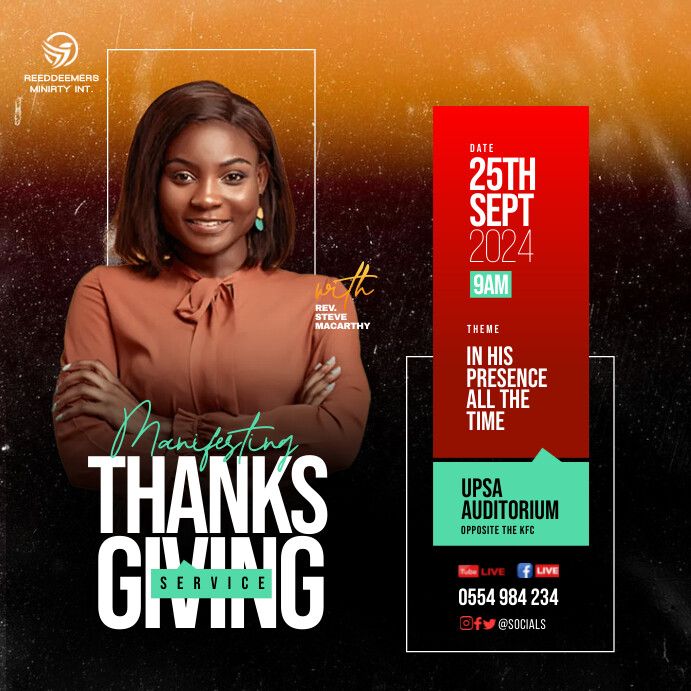 REEDDEEMERS
MINIRTY INT.
with
REV.
STEVE
MACARTHY
Manifesting
THANKS
GIVING
SERVICE
DATE
25TH
SEPT
2024
9AM
THEME
IN HIS
PRESENCE
ALL THE
TIME
UPSA
AUDITORIUM
OPPOSITE THE KFC
Tube LIVE f LIVE
0554 984 234
@SOCIALS